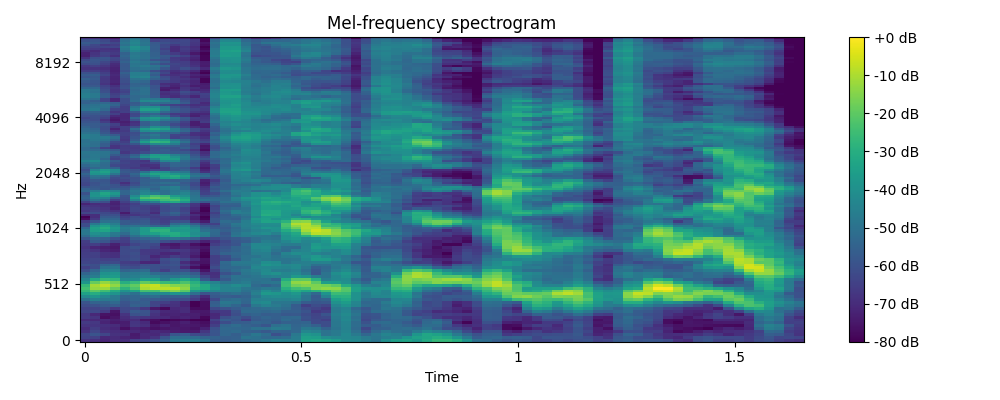 Mel-frequency spectrogram
Hz
8192
4096
2048
1024
512
0
0
0.5
1
1.5
Time
+0 dB
-10 dB
-20 dB
-30 dB
-40 dB
-50 dB
-60 dB
-70 dB
-80 dB